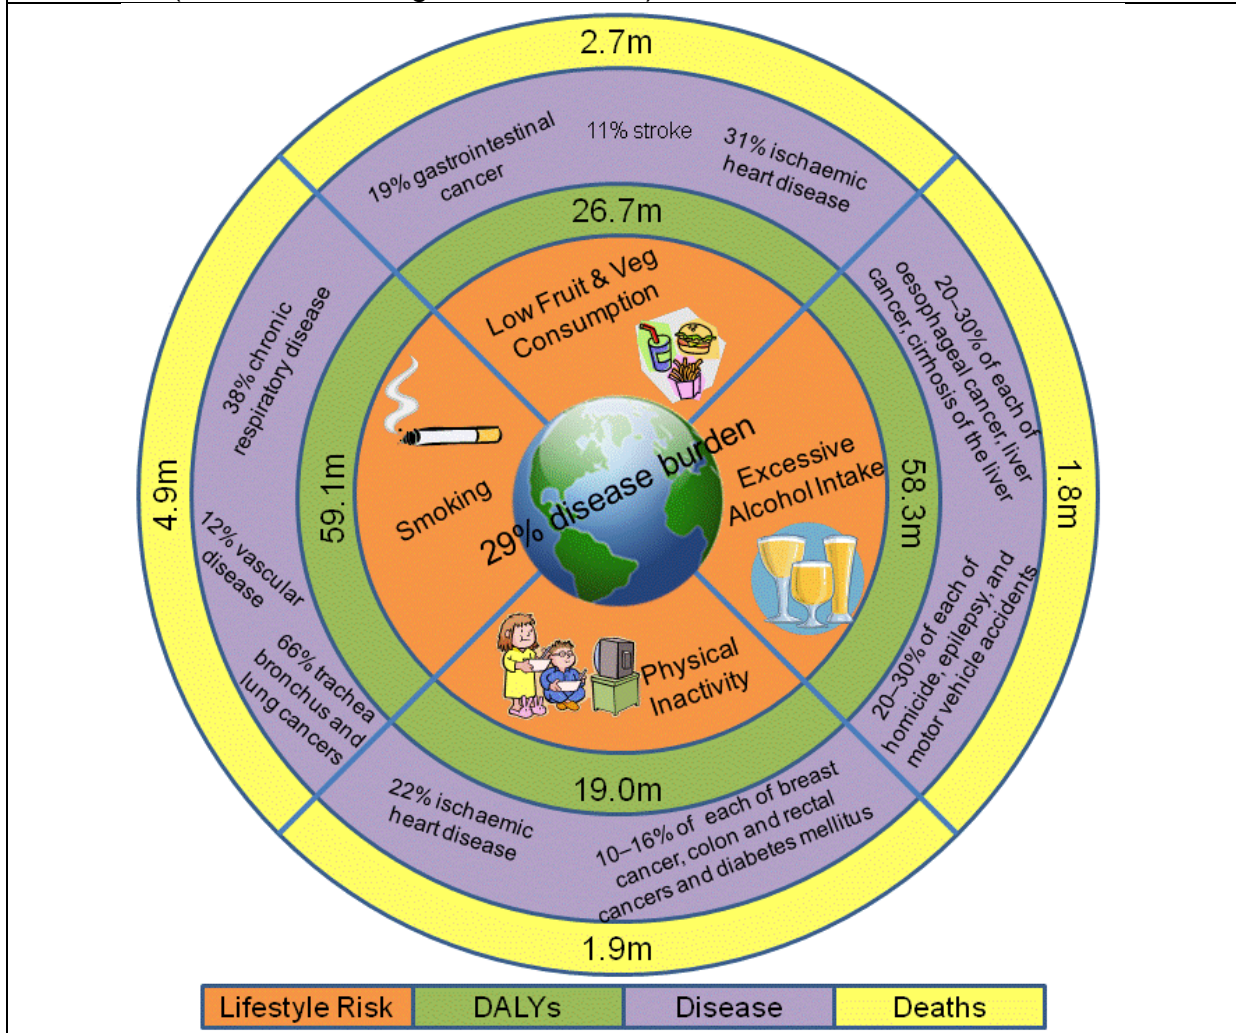 2.7m
19% gastrointestinal
cancer
11% stroke
31% ischaemic
heart disease
26.7m
Low Fruit & Veg
Consumption
20–30% of each of
oesophageal cancer, liver
cancer, cirrhosis of the liver
38% chronic
respiratory disease
29% disease burden
Excessive
Alcohol Intake
Smoking
4.9m
59.1m
58.3m
1.8m
12% vascular
disease
66% trachea
bronchus and
lung cancers
20–30% of each of
homicide, epilepsy, and
motor vehicle accidents
Physical
Inactivity
19.0m
22% ischaemic
heart disease
10–16% of each of breast
cancer, colon and rectal
cancers and diabetes mellitus
1.9m
Lifestyle Risk
DALYs
Disease
Deaths